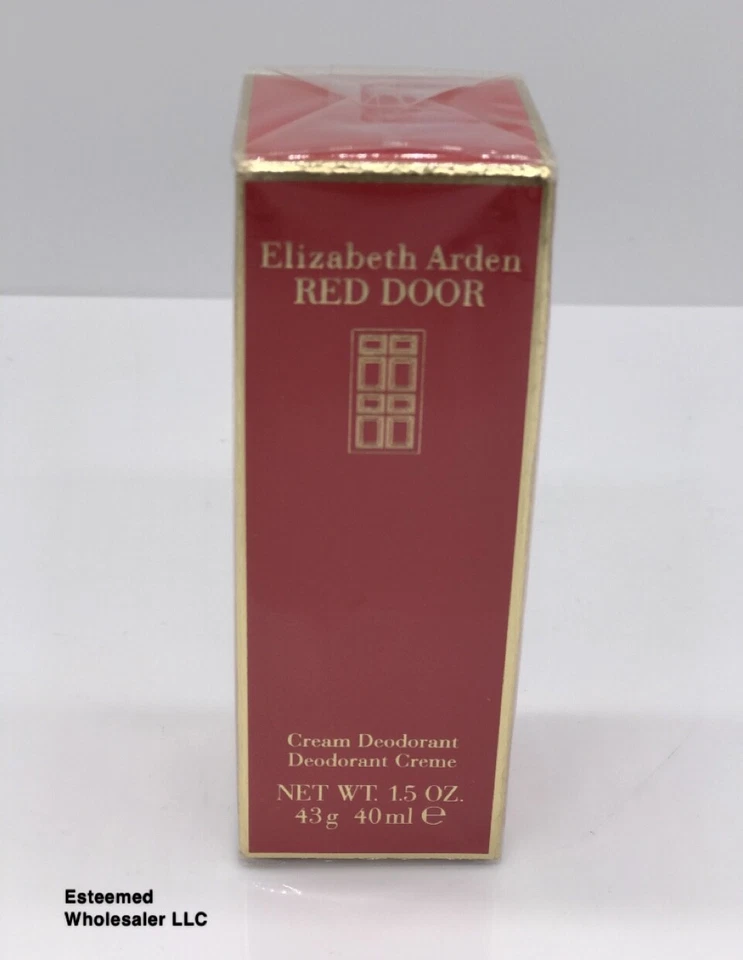 Elizabeth Arden
RED DOOR
Cream Deodorant
Deodorant Creme
NET WT. 1.5 OZ.
43g 40ml ℮
Esteemed
Wholesaler LLC